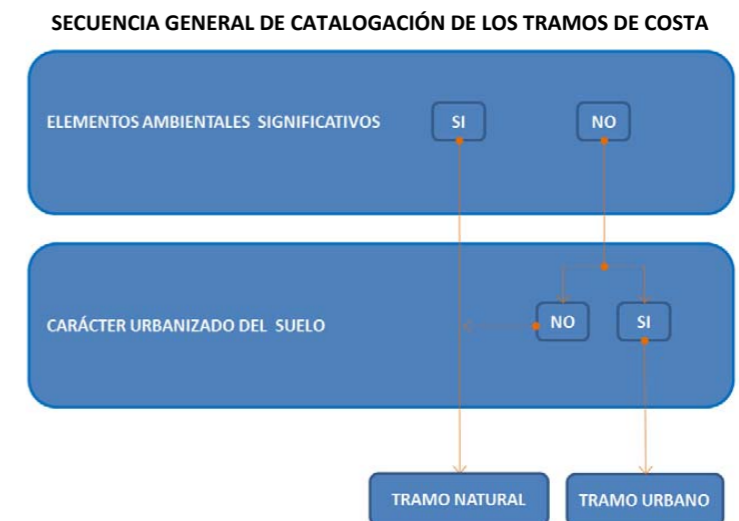 SECUENCIA GENERAL DE CATALOGACIÓN DE LOS TRAMOS DE COSTA
ELEMENTOS AMBIENTALES SIGNIFICATIVOS
SI
NO
CARÁCTER URBANIZADO DEL SUELO
NO
SI
TRAMO NATURAL
TRAMO URBANO